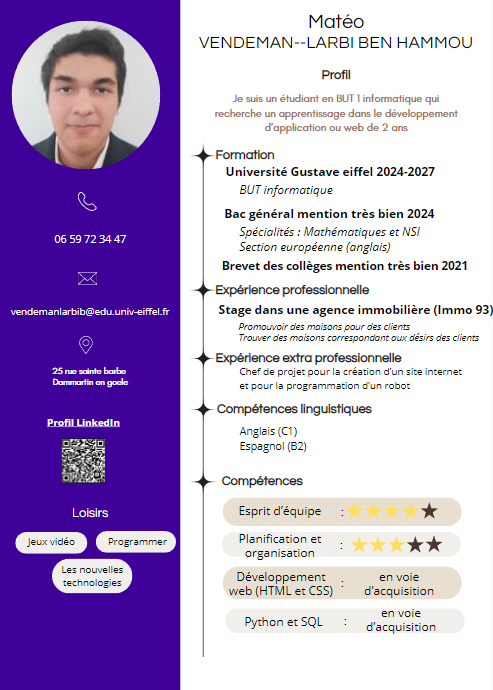 Matéo
VENDEMAN--LARBI BEN HAMMOU
Profil
Je suis un étudiant en BUT 1 informatique qui
recherche un apprentissage dans le développement
d'application ou web de 2 ans
Formation
Université Gustave eiffel 2024-2027
BUT informatique
Bac général mention très bien 2024
Spécialités : Mathématiques et NSI
Section européenne (anglais)
Brevet des collèges mention très bien 2021
Expérience professionnelle
Stage dans une agence immobilière (Immo 93)
Promouvoir des maisons pour des clients
Trouver des maisons correspondant aux désirs des clients
Expérience extra professionnelle
Chef de projet pour la création d'un site internet
et pour la programmation d'un robot
Compétences linguistiques
Anglais (C1)
Espagnol (B2)
Compétences
Esprit d'équipe :
Planification et
organisation :
Développement
web (HTML et CSS) : en voie
d'acquisition
Python et SQL : en voie
d'acquisition
06 59 72 34 47
vendemanlarbib@edu.univ-eiffel.fr
25 rue sainte barbe
Dammartin en goele
Profil LinkedIn
Loisirs
Jeux vidéo
Programmer
Les nouvelles
technologies